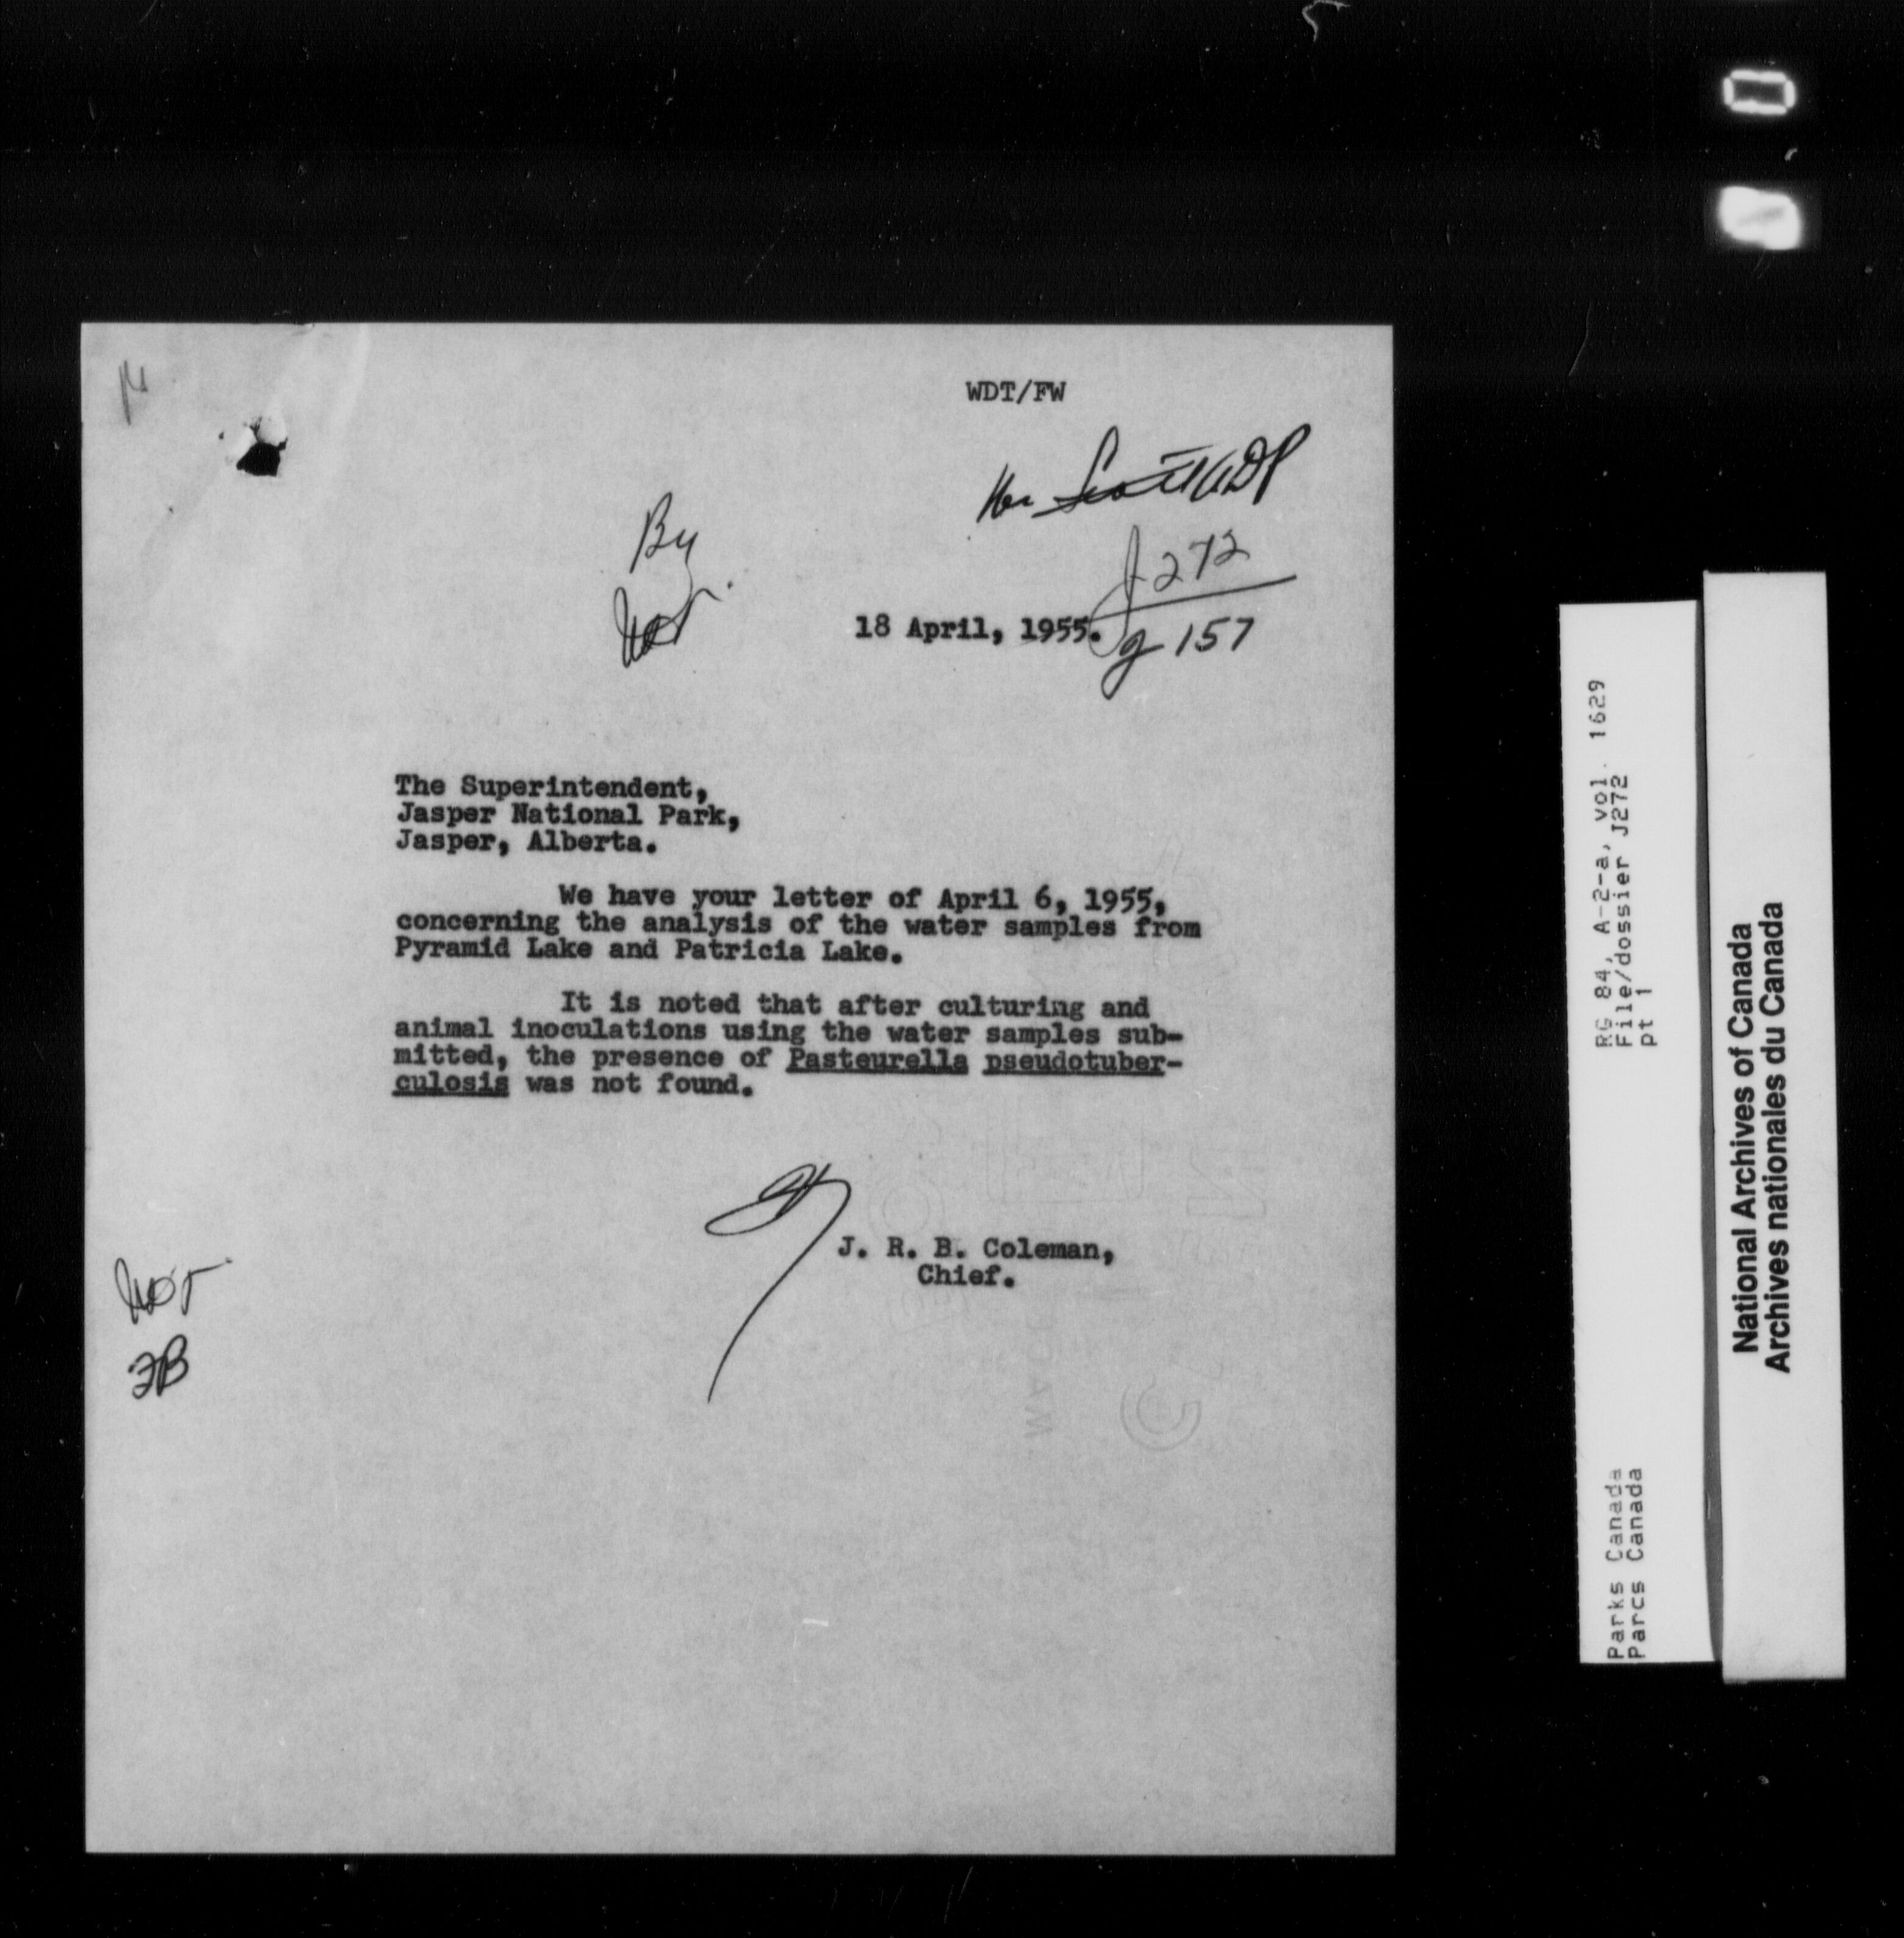 WDT/FW
By
J272
18 April, 1955.
g 157
The Superintendent,
Jasper National Park,
Jasper, Alberta.
We have your letter of April 6, 1955,
concerning the analysis of the water samples from
Pyramid Lake and Patricia Lake.
It is noted that after culturing and
animal inoculations using the water samples sub-
mitted, the presence of Pasteurella pseudotuber-
culosis was not found.
J. R. B. Coleman,
Chief.
WDT
FB
RG 84, A-2-a, vol. 1629
File/dossier J272
pt 1
Parks Canada
Parcs Canada
National Archives of Canada
Archives nationales du Canada